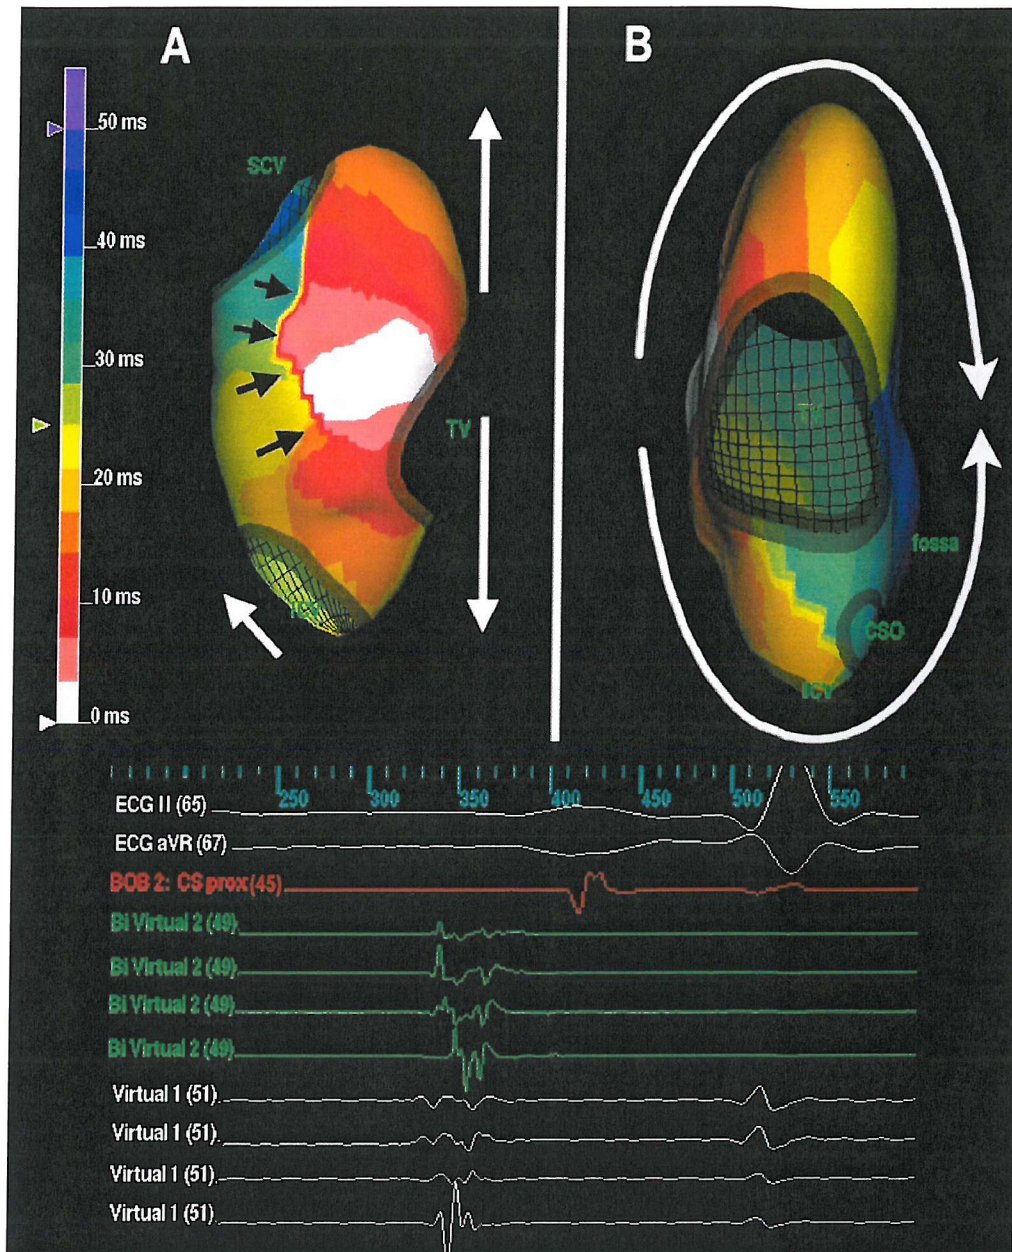 A
B
50 ms
40 ms
30 ms
20 ms
10 ms
0 ms
SCV
TV
ICV
TV
fossa
CSO
ICV
250
300
350
400
450
500
550
ECG II (65)
ECG aVR (67)
BOB 2: CS prox (45)
Bi Virtual 2 (49)
Bi Virtual 2 (49)
Bi Virtual 2 (49)
Bi Virtual 2 (49)
Virtual 1 (51)
Virtual 1 (51)
Virtual 1 (51)
Virtual 1 (51)